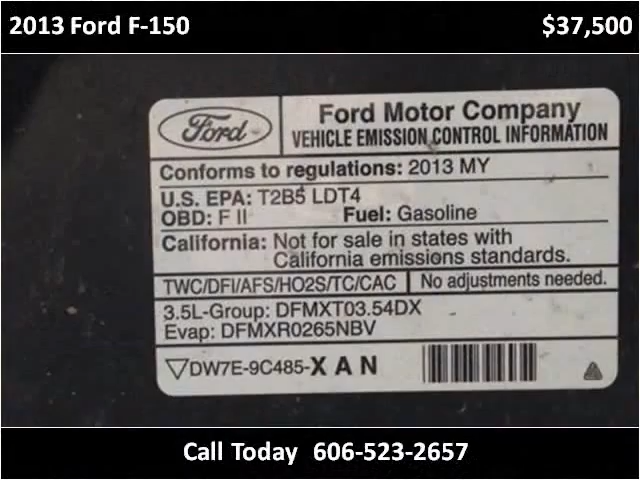 2013 Ford F-150 $37,500
Ford
Ford Motor Company
VEHICLE EMISSION CONTROL INFORMATION
Conforms to regulations: 2013 MY
U.S. EPA: T2B5 LDT4
OBD: F II Fuel: Gasoline
California: Not for sale in states with
California emissions standards.
TWC/DFI/AFS/HO2S/TC/CAC No adjustments needed.
3.5L-Group: DFMXT03.54DX
Evap: DFMXR0265NBV
DW7E-9C485-XAN
Call Today 606-523-2657